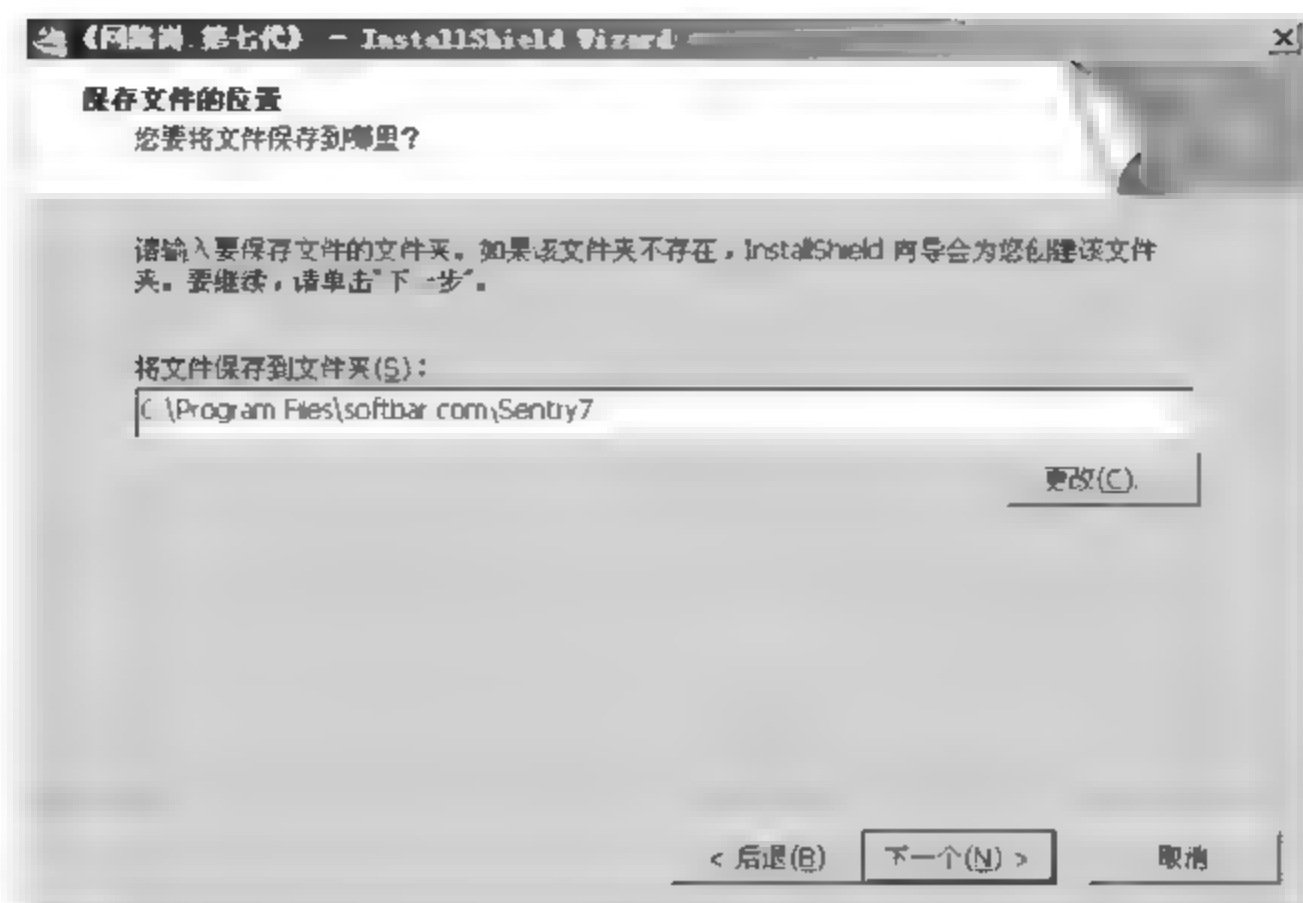 《网路岗.第七代》 - InstallShield Wizard
保存文件的位置
您要将文件保存到哪里?
请输入要保存文件的文件夹。如果该文件夹不存在，InstallShield 向导会为您创建该文件
夹。要继续，请单击"下一步"。
将文件保存到文件夹(S):
C:\Program Files\softbar.com\Sentry7
更改(C)...
< 后退(B)
下一个(N) >
取消